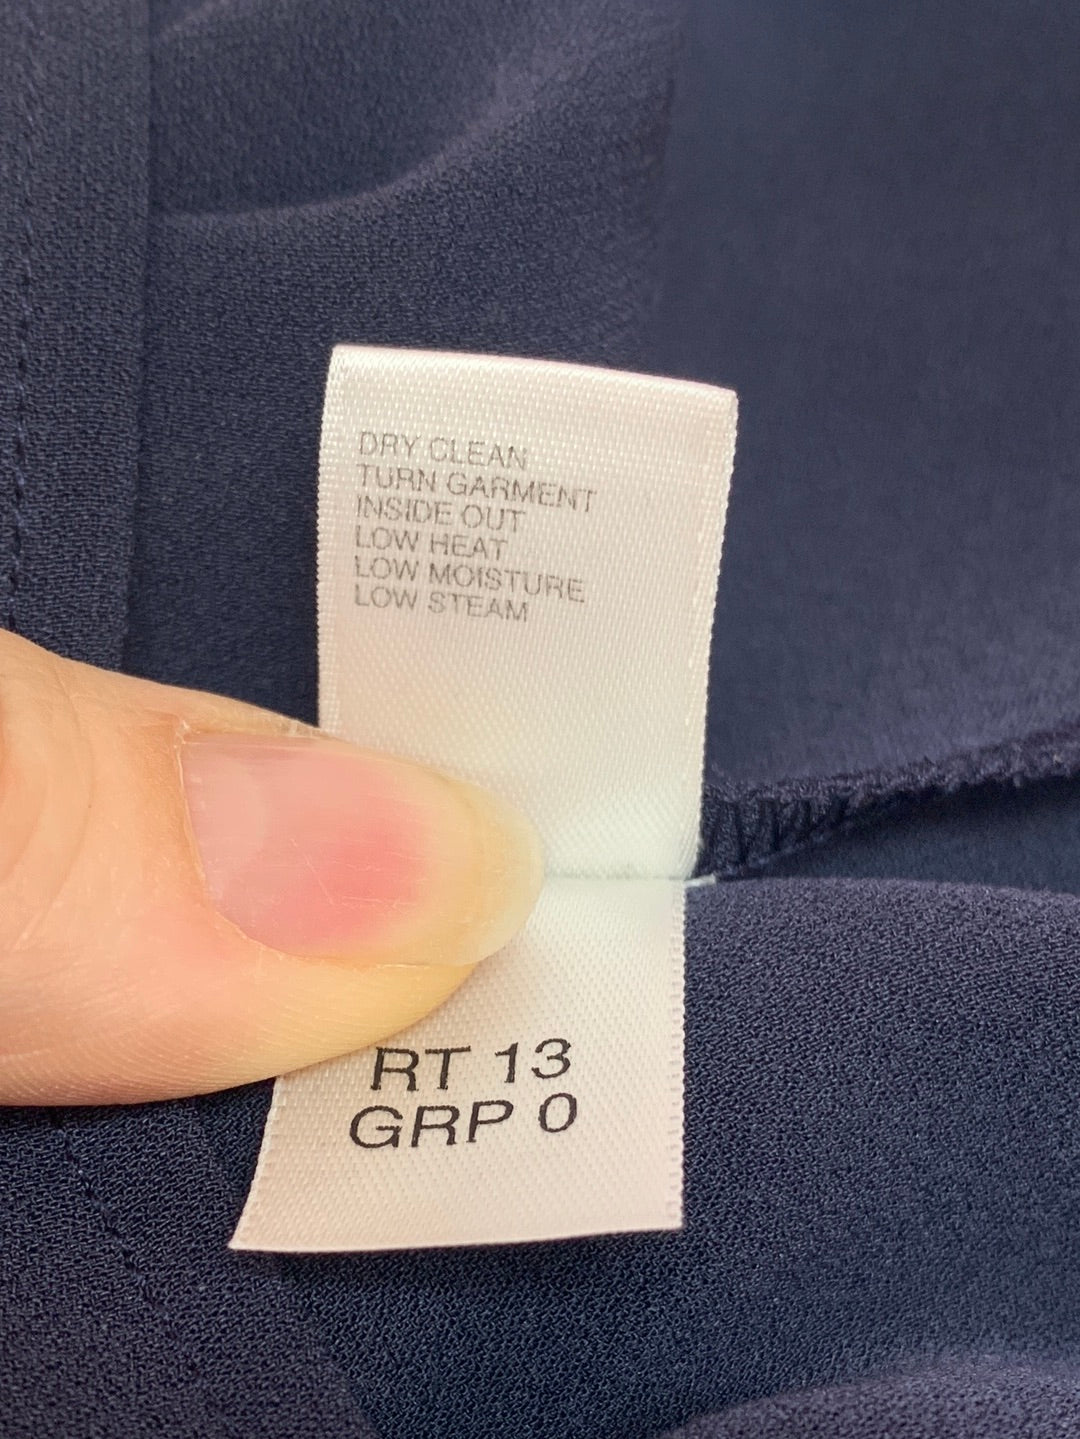 DRY CLEAN
TURN GARMENT
INSIDE OUT
LOW HEAT
LOW MOISTURE
LOW STEAM
RT 13
GRP 0